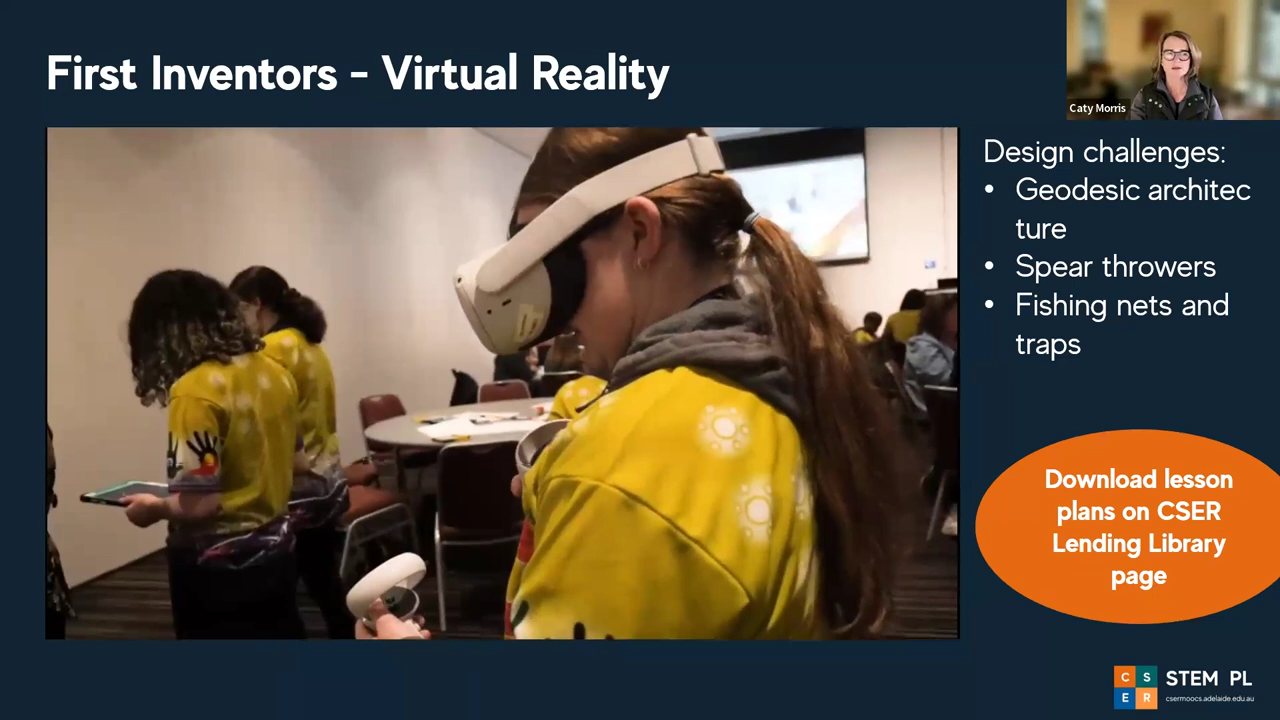 First Inventors - Virtual Reality
Caty Morris
Design challenges:
• Geodesic architec
ture
• Spear throwers
• Fishing nets and
traps
Download lesson
plans on CSER
Lending Library
page
C S
E R
STEM PL
csermoocs.adelaide.edu.au